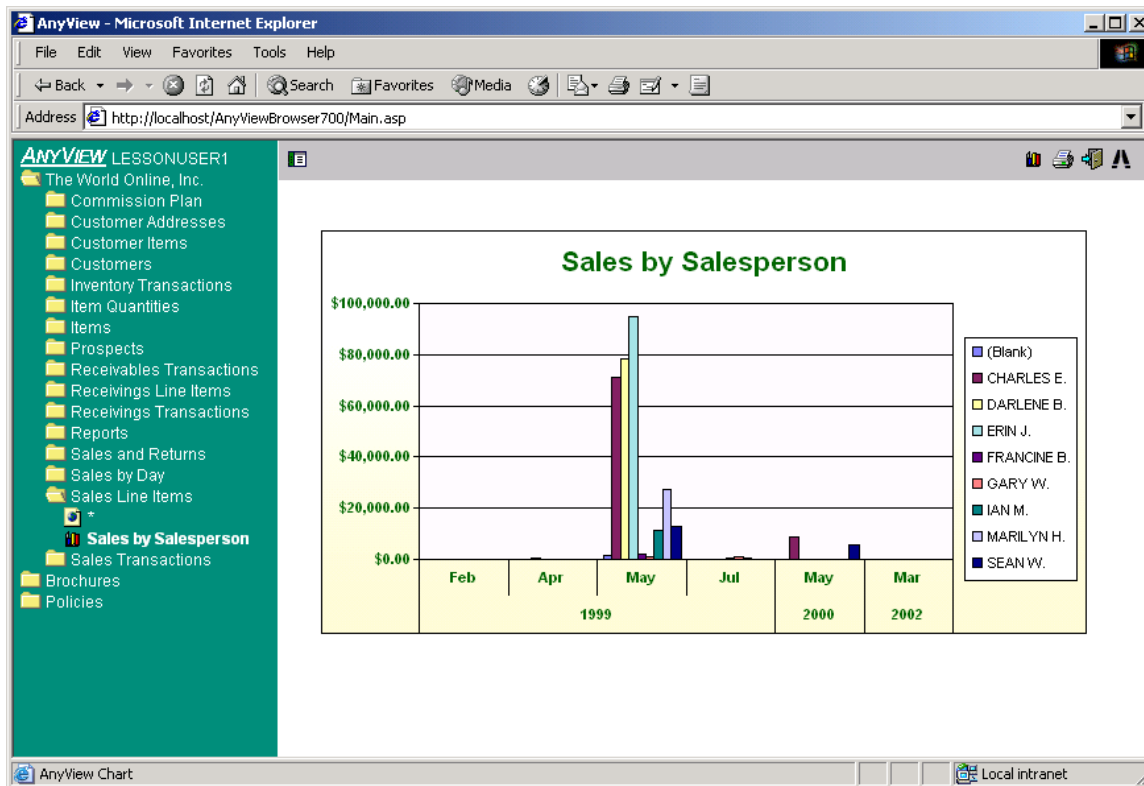 AnyView - Microsoft Internet Explorer
File Edit View Favorites Tools Help
Back Search Favorites Media
Address http://localhost/AnyViewBrowser700/Main.asp
ANYVIEW LESSONUSER1
The World Online, Inc.
Commission Plan
Customer Addresses
Customer Items
Customers
Inventory Transactions
Item Quantities
Items
Prospects
Receivables Transactions
Receivings Line Items
Receivings Transactions
Reports
Sales and Returns
Sales by Day
Sales Line Items
*
Sales by Salesperson
Sales Transactions
Brochures
Policies
Sales by Salesperson
$100,000.00
$80,000.00
$60,000.00
$40,000.00
$20,000.00
$0.00
Feb Apr May Jul May Mar
1999 2000 2002
(Blank)
CHARLES E.
DARLENE B.
ERIN J.
FRANCINE B.
GARY W.
IAN M.
MARILYN H.
SEAN W.
AnyView Chart Local intranet